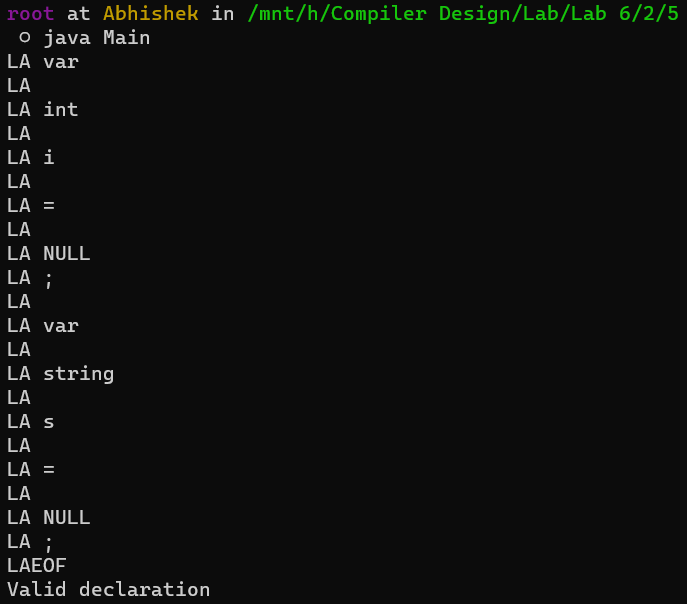 root at Abhishek in /mnt/h/Compiler Design/Lab/Lab 6/2/5
○ java Main
LA var
LA
LA int
LA
LA i
LA
LA =
LA
LA NULL
LA ;
LA
LA var
LA
LA string
LA
LA s
LA
LA =
LA
LA NULL
LA ;
LAEOF
Valid declaration